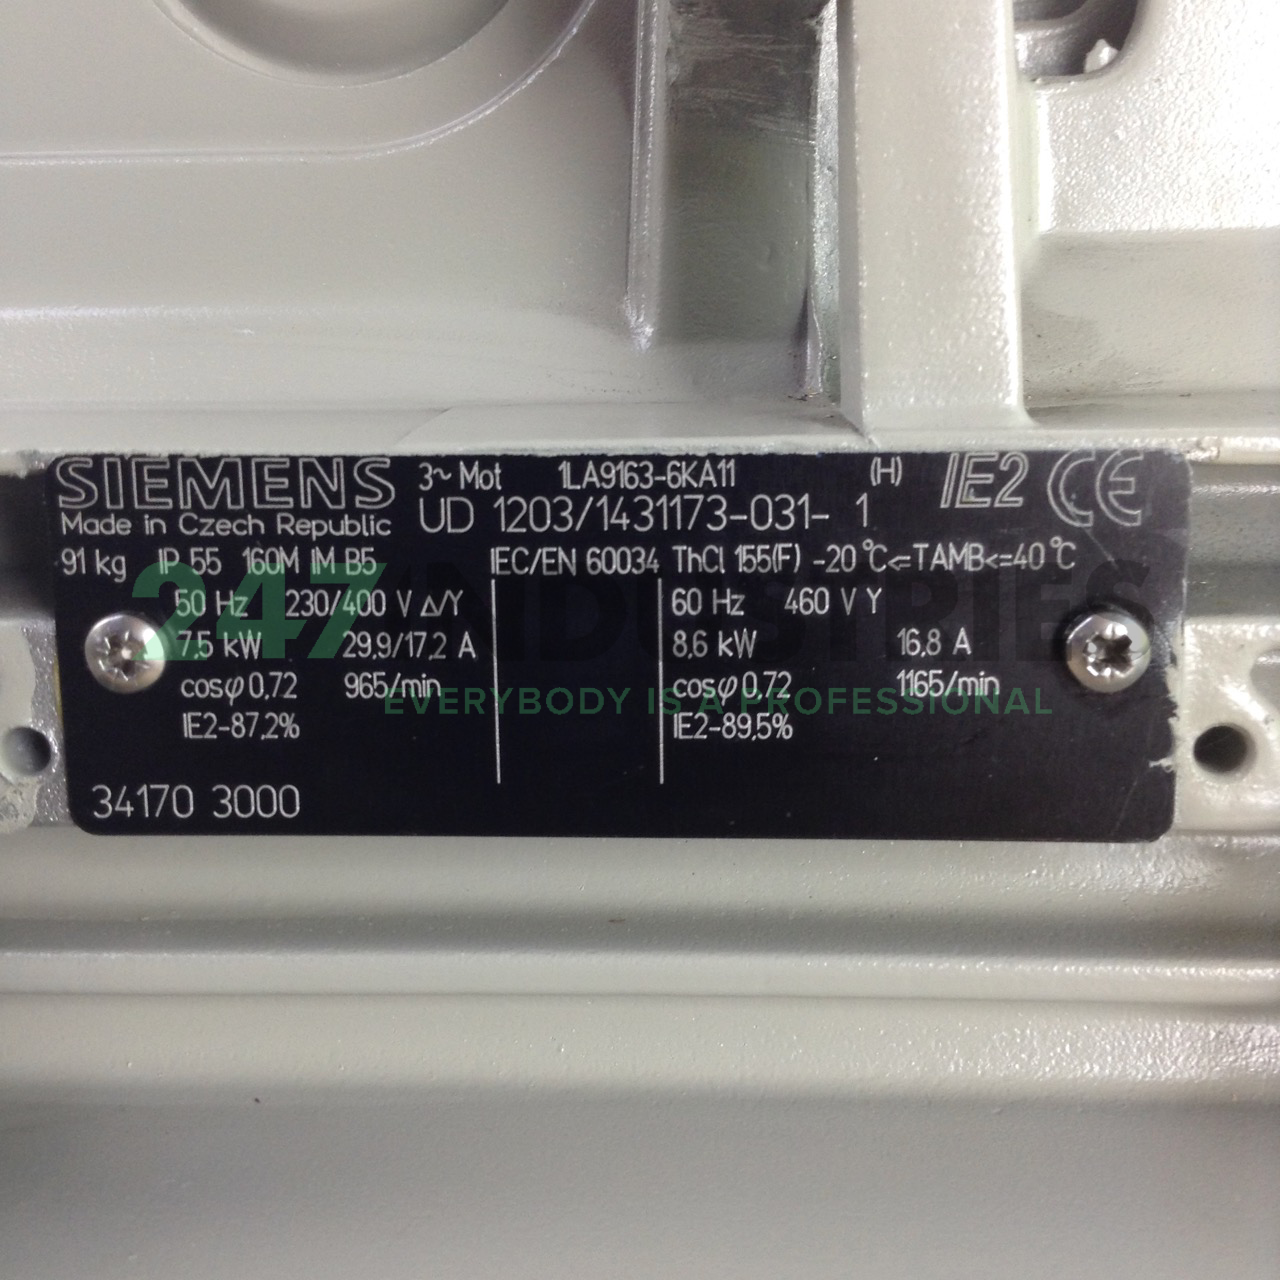 SIEMENS 3~ Mot 1LA9163-6KA11 (H) IE2 CE
Made in Czech Republic UD 1203/1431173-031- 1
91 kg IP 55 160M IM B5 IEC/EN 60034 Th.Cl. 155(F) -20°C<=TAMB<=40°C
50 Hz 230/400 V Δ/Y 60 Hz 460 V Y
7,5 kW 29,9/17,2 A 8,6 kW 16,8 A
cosφ 0,72 965/min cosφ 0,72 1165/min
IE2-87,2% IE2-89,5%
34170 3000
247 INDUSTRIES
EVERYBODY IS A PROFESSIONAL